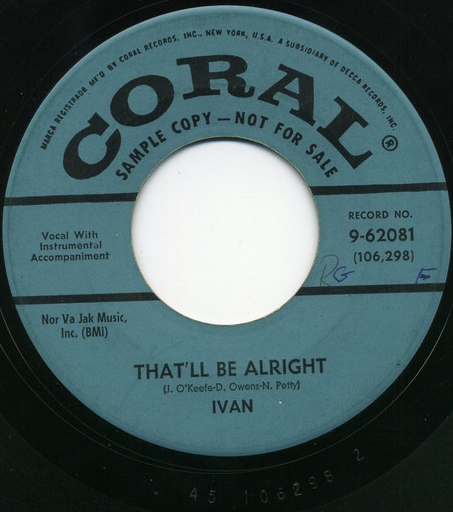 MARCA REGISTRADA MF'D BY CORAL RECORDS, INC., NEW YORK, U.S.A. A SUBSIDIARY OF DECCA RECORDS, INC.
CORAL®
SAMPLE COPY — NOT FOR SALE
Vocal With
Instrumental
Accompaniment
RECORD NO.
9-62081
(106,298)
RG F
Nor Va Jak Music,
Inc. (BMI)
THAT'LL BE ALRIGHT
(J. O'Keefe-D. Owens-N. Petty)
IVAN
45 106298 2